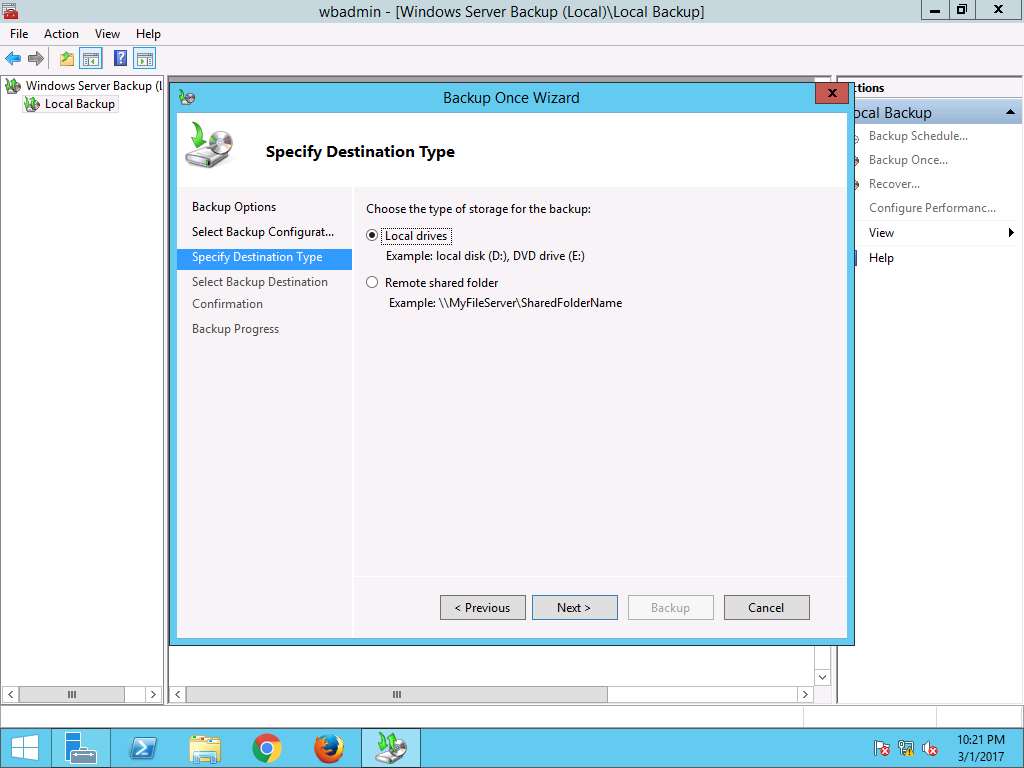 wbadmin - [Windows Server Backup (Local)\Local Backup]
File Action View Help
Windows Server Backup (L
Local Backup
Backup Once Wizard
Specify Destination Type
Backup Options
Select Backup Configurat...
Specify Destination Type
Select Backup Destination
Confirmation
Backup Progress
Choose the type of storage for the backup:
Local drives
Example: local disk (D:), DVD drive (E:)
Remote shared folder
Example: \\MyFileServer\SharedFolderName
< Previous
Next >
Backup
Cancel
ctions
ocal Backup
Backup Schedule...
Backup Once...
Recover...
Configure Performanc...
View
Help
10:21 PM
3/1/2017